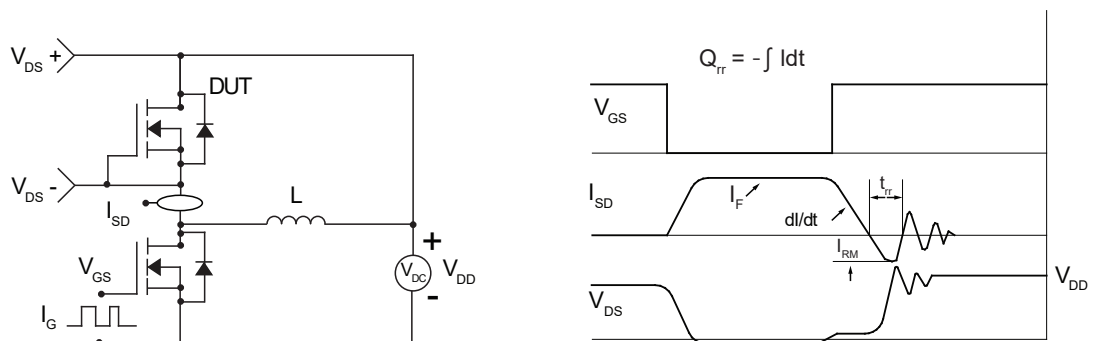 V_DS +
DUT
V_DS -
I_SD
L
V_GS
I_G
+
V_DC
-
V_DD
Q_rr = -∫ Idt
V_GS
I_SD
I_F
dI/dt
t_rr
I_RM
V_DS
V_DD